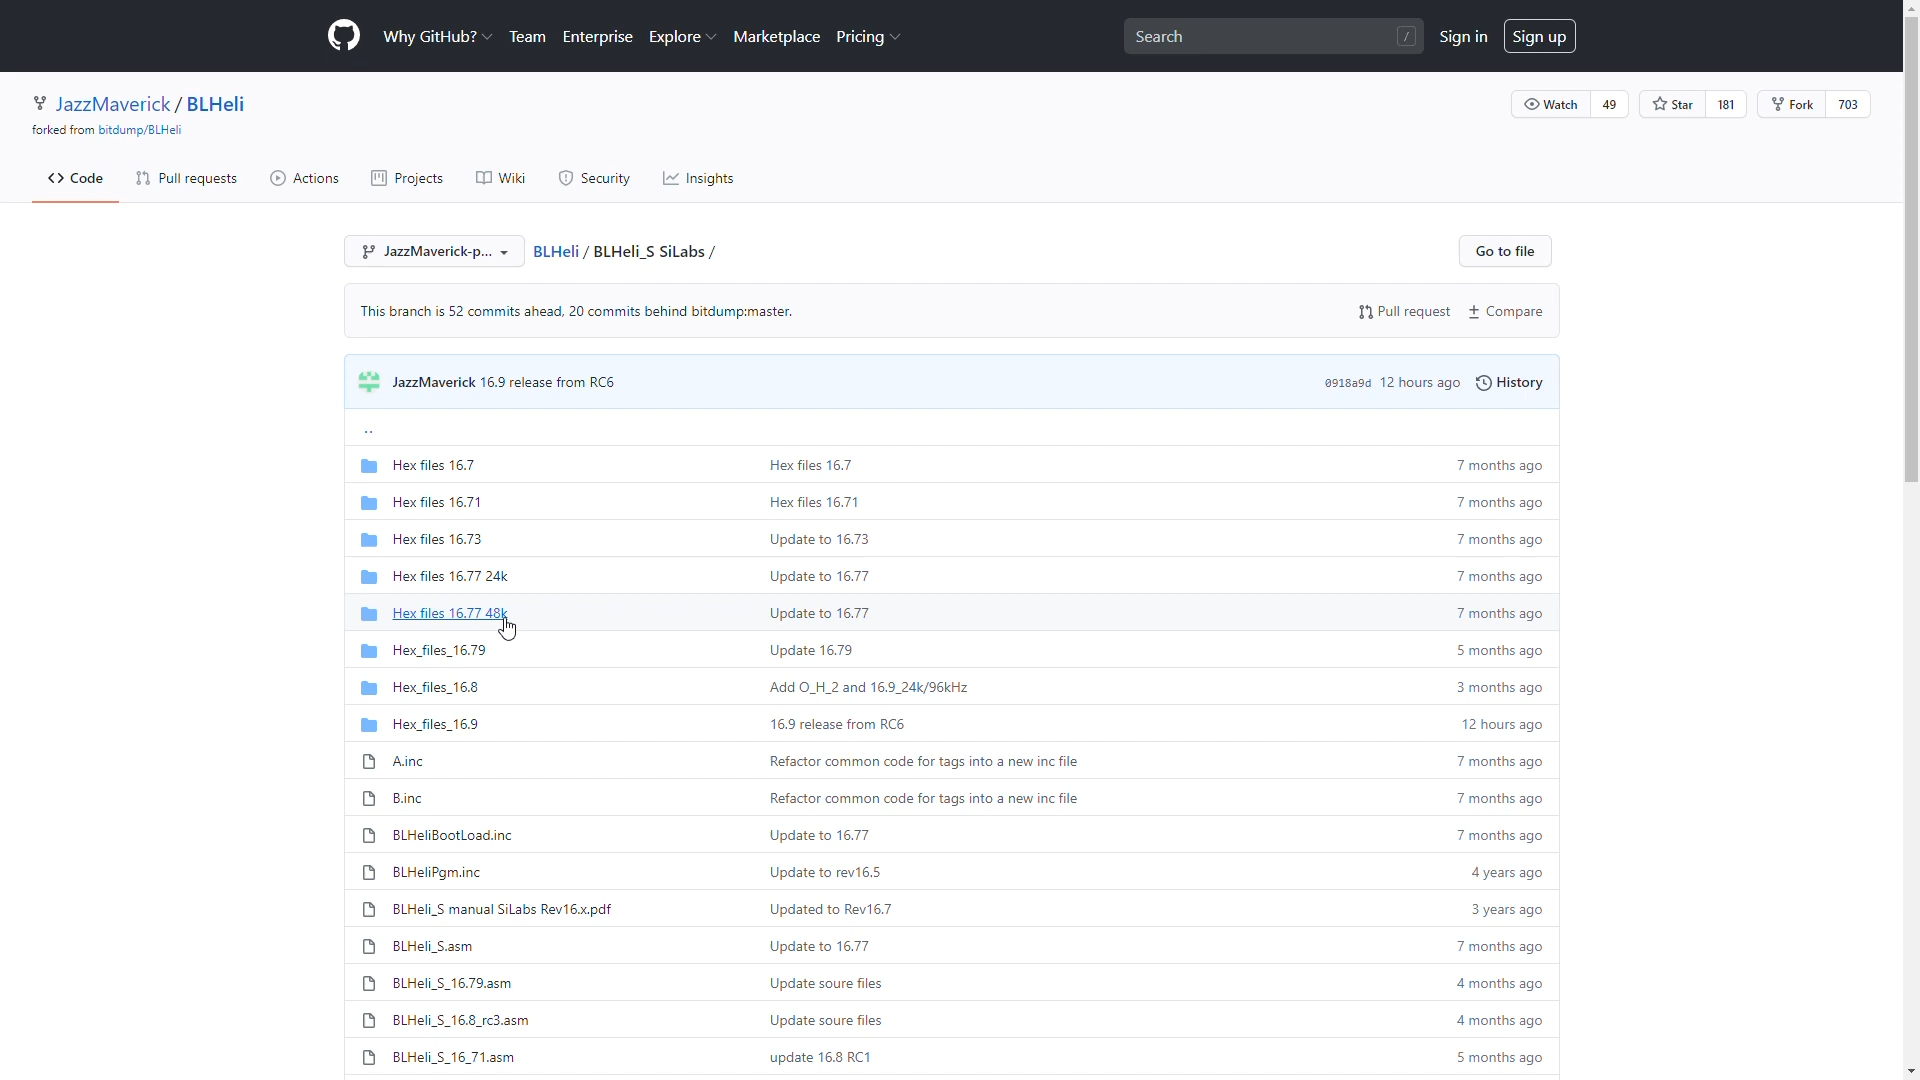 Why GitHub? Team Enterprise Explore Marketplace Pricing Search / Sign in Sign up
JazzMaverick / BLHeli Watch 49 Star 181 Fork 703
forked from bitdump/BLHeli
<> Code Pull requests Actions Projects Wiki Security Insights
JazzMaverick-p... BLHeli / BLHeli_S SiLabs / Go to file
This branch is 52 commits ahead, 20 commits behind bitdump:master. Pull request Compare
JazzMaverick 16.9 release from RC6 0918a9d 12 hours ago History
..
Hex files 16.7 Hex files 16.7 7 months ago
Hex files 16.71 Hex files 16.71 7 months ago
Hex files 16.73 Update to 16.73 7 months ago
Hex files 16.77 24k Update to 16.77 7 months ago
Hex files 16.77 48k Update to 16.77 7 months ago
Hex_files_16.79 Update 16.79 5 months ago
Hex_files_16.8 Add O_H_2 and 16.9_24k/96kHz 3 months ago
Hex_files_16.9 16.9 release from RC6 12 hours ago
A.inc Refactor common code for tags into a new inc file 7 months ago
B.inc Refactor common code for tags into a new inc file 7 months ago
BLHeliBootLoad.inc Update to 16.77 7 months ago
BLHeliPgm.inc Update to rev16.5 4 years ago
BLHeli_S manual SiLabs Rev16.x.pdf Updated to Rev16.7 3 years ago
BLHeli_S.asm Update to 16.77 7 months ago
BLHeli_S_16.79.asm Update soure files 4 months ago
BLHeli_S_16.8_rc3.asm Update soure files 4 months ago
BLHeli_S_16_71.asm update 16.8 RC1 5 months ago